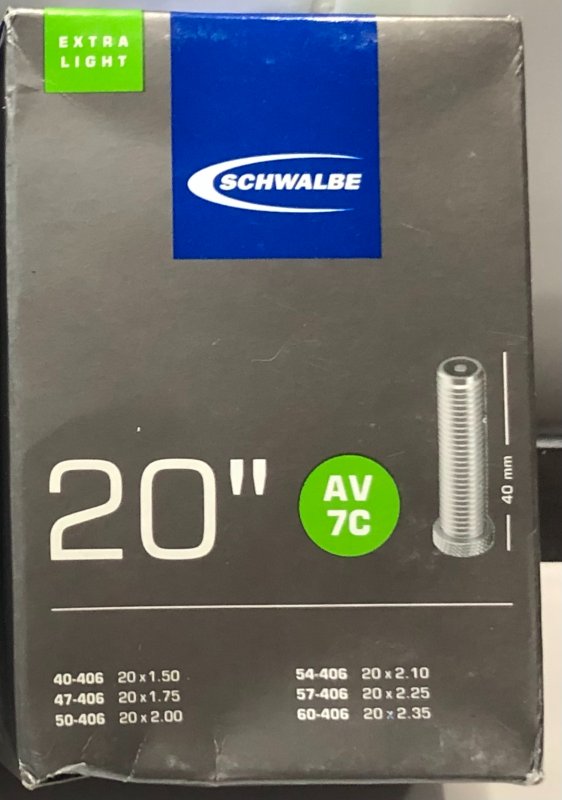 EXTRA
LIGHT
SCHWALBE
20"
AV
7C
40 mm
40-406 20 x 1.50
47-406 20 x 1.75
50-406 20 x 2.00
54-406 20 x 2.10
57-406 20 x 2.25
60-406 20 x 2.35